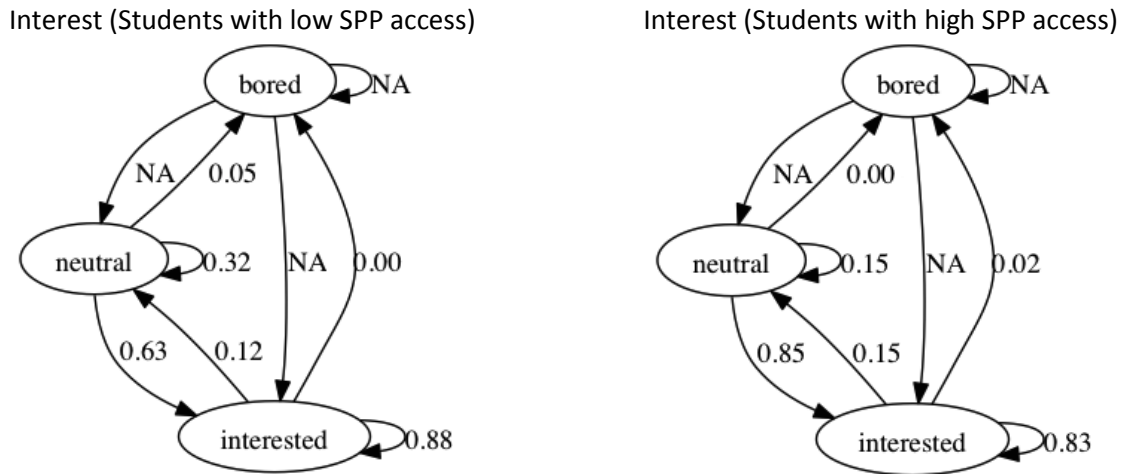 Interest (Students with low SPP access)
bored
NA
NA
0.05
neutral
0.32
NA
0.00
0.63
0.12
interested
0.88
Interest (Students with high SPP access)
bored
NA
NA
0.00
neutral
0.15
NA
0.02
0.85
0.15
interested
0.83